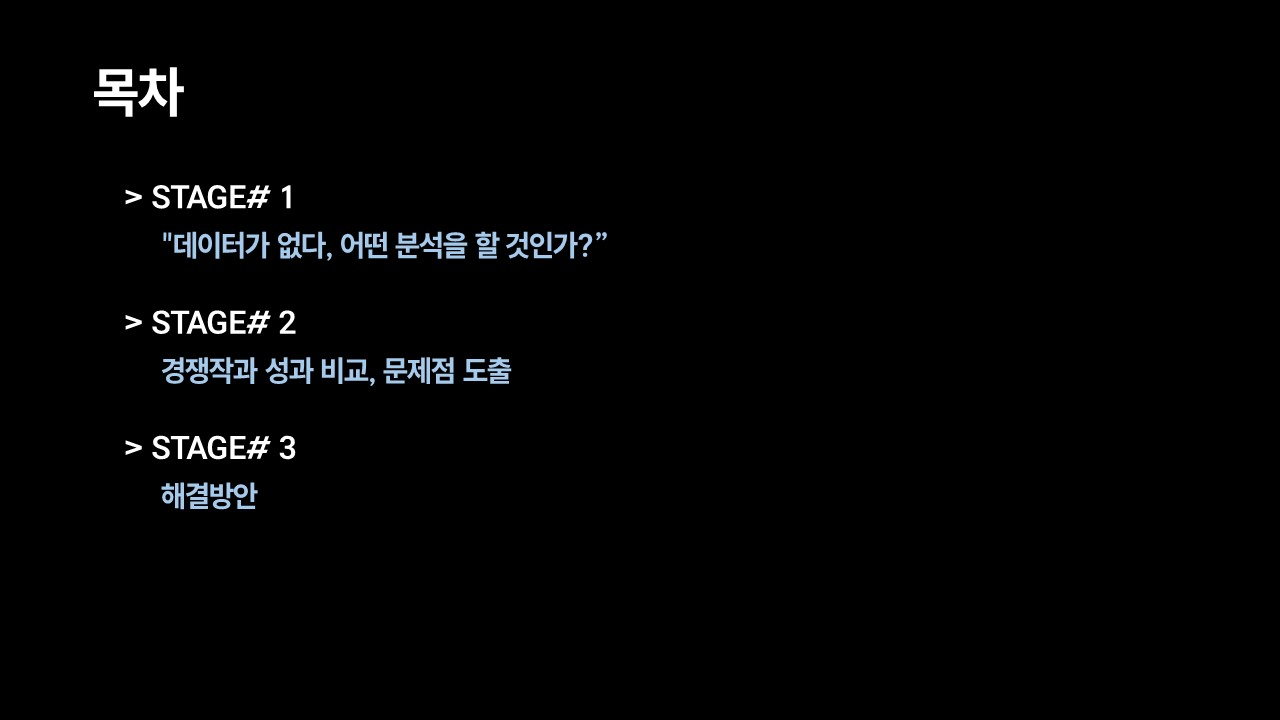 목차
> STAGE# 1
"데이터가 없다, 어떤 분석을 할 것인가?”
> STAGE# 2
경쟁작과 성과 비교, 문제점 도출
> STAGE# 3
해결방안